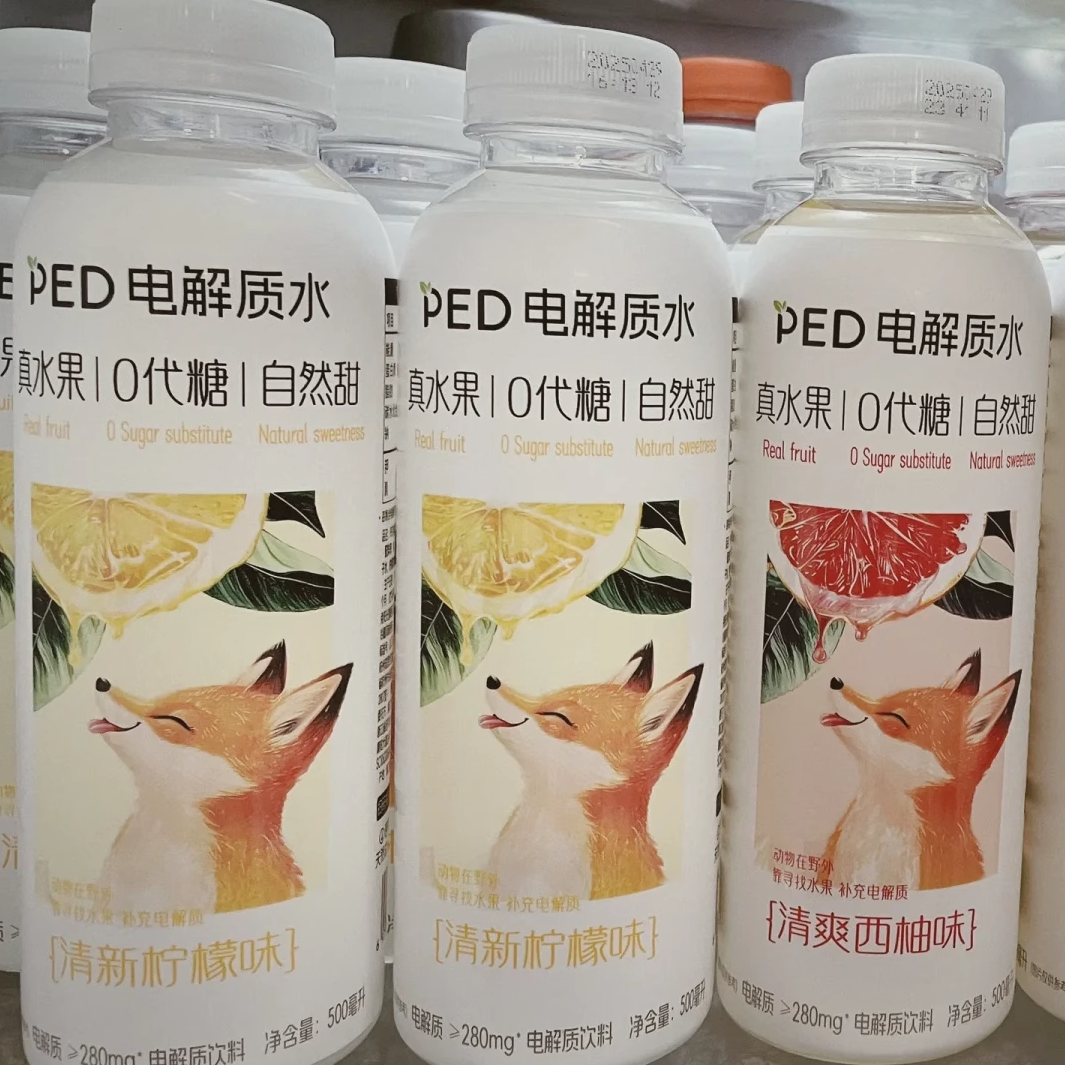 PED 电解质水
真水果 | 0代糖 | 自然甜
Real fruit 0 Sugar substitute Natural sweetness
动物在野外
靠寻找水果 补充电解质
{清新柠檬味}
电解质 ≥280mg* 电解质饮料 净含量：500毫升
PED 电解质水
真水果 | 0代糖 | 自然甜
Real fruit 0 Sugar substitute Natural sweetness
动物在野外
靠寻找水果 补充电解质
{清新柠檬味}
电解质 ≥280mg* 电解质饮料 净含量：500毫升
PED 电解质水
真水果 | 0代糖 | 自然甜
Real fruit 0 Sugar substitute Natural sweetness
动物在野外
靠寻找水果 补充电解质
{清爽西柚味}
电解质 ≥280mg* 电解质饮料 净含量：500毫升